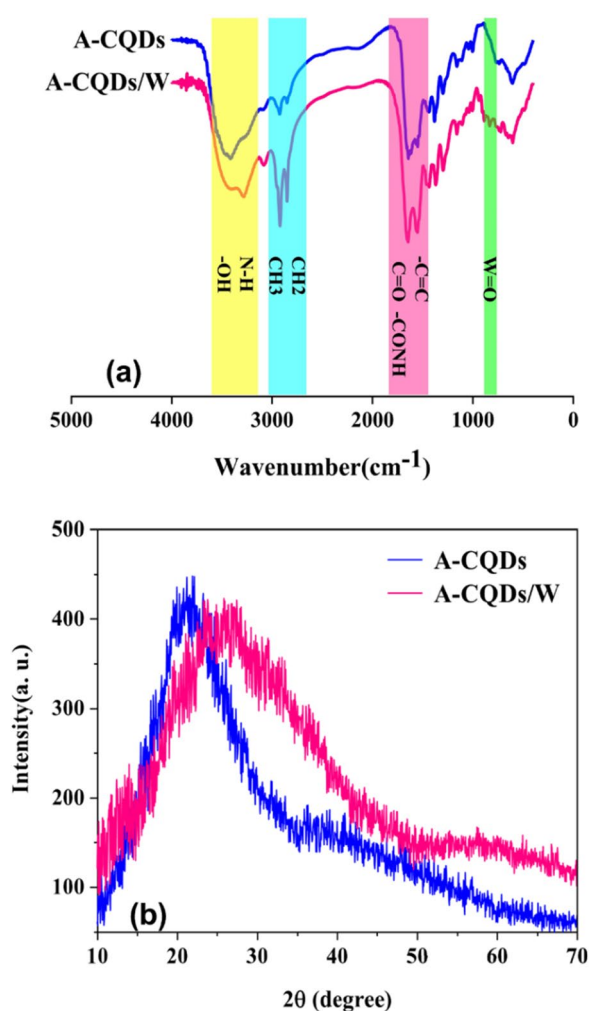 A-CQDs
A-CQDs/W
-OH
N-H
CH3
CH2
C=O -CONH
-C=C
W=O
(a)
5000 4000 3000 2000 1000 0
Wavenumber(cm-1)
500
400
300
200
100
Intensity(a. u.)
A-CQDs
A-CQDs/W
(b)
10 20 30 40 50 60 70
2θ (degree)